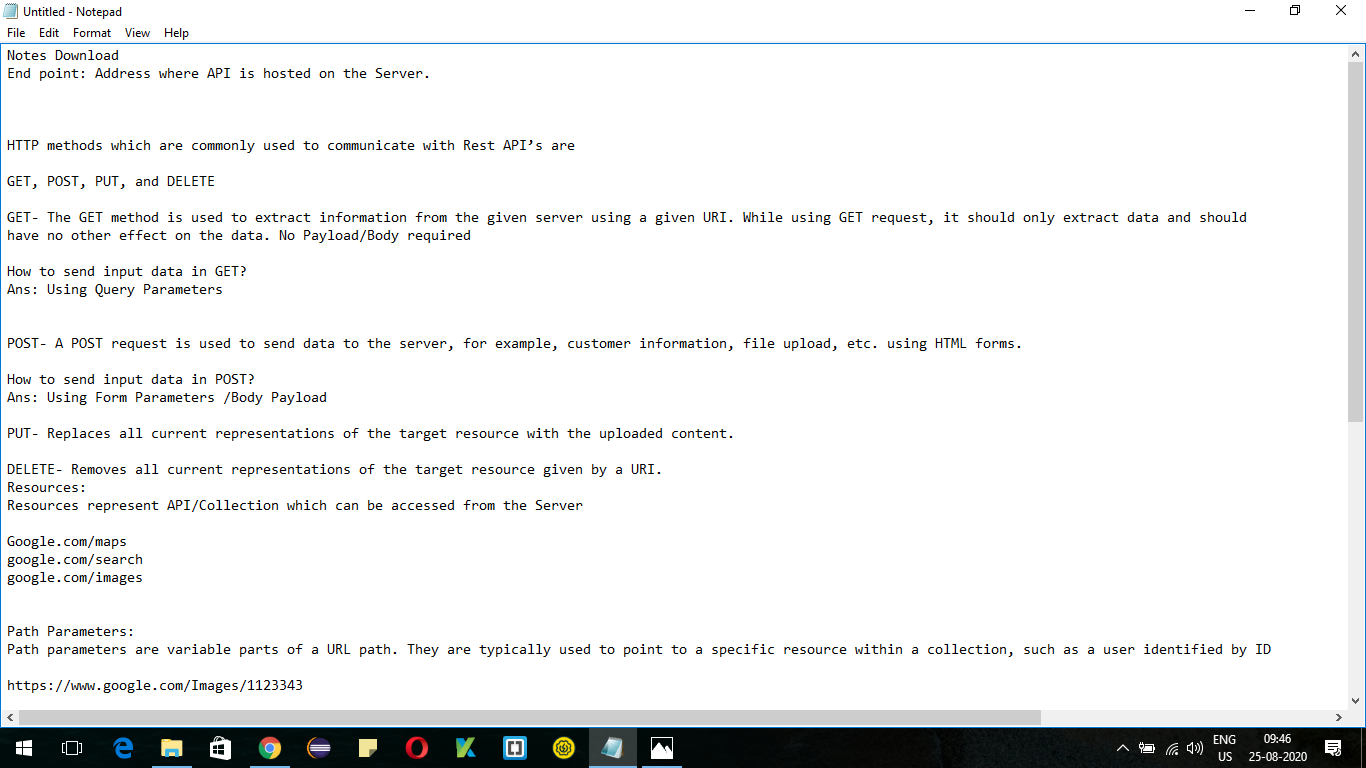 Untitled - Notepad
File Edit Format View Help
Notes Download
End point: Address where API is hosted on the Server.
HTTP methods which are commonly used to communicate with Rest API’s are
GET, POST, PUT, and DELETE
GET- The GET method is used to extract information from the given server using a given URI. While using GET request, it should only extract data and should
have no other effect on the data. No Payload/Body required
How to send input data in GET?
Ans: Using Query Parameters
POST- A POST request is used to send data to the server, for example, customer information, file upload, etc. using HTML forms.
How to send input data in POST?
Ans: Using Form Parameters /Body Payload
PUT- Replaces all current representations of the target resource with the uploaded content.
DELETE- Removes all current representations of the target resource given by a URI.
Resources:
Resources represent API/Collection which can be accessed from the Server
Google.com/maps
google.com/search
google.com/images
Path Parameters:
Path parameters are variable parts of a URL path. They are typically used to point to a specific resource within a collection, such as a user identified by ID
https://www.google.com/Images/1123343
ENG 09:46
US 25-08-2020